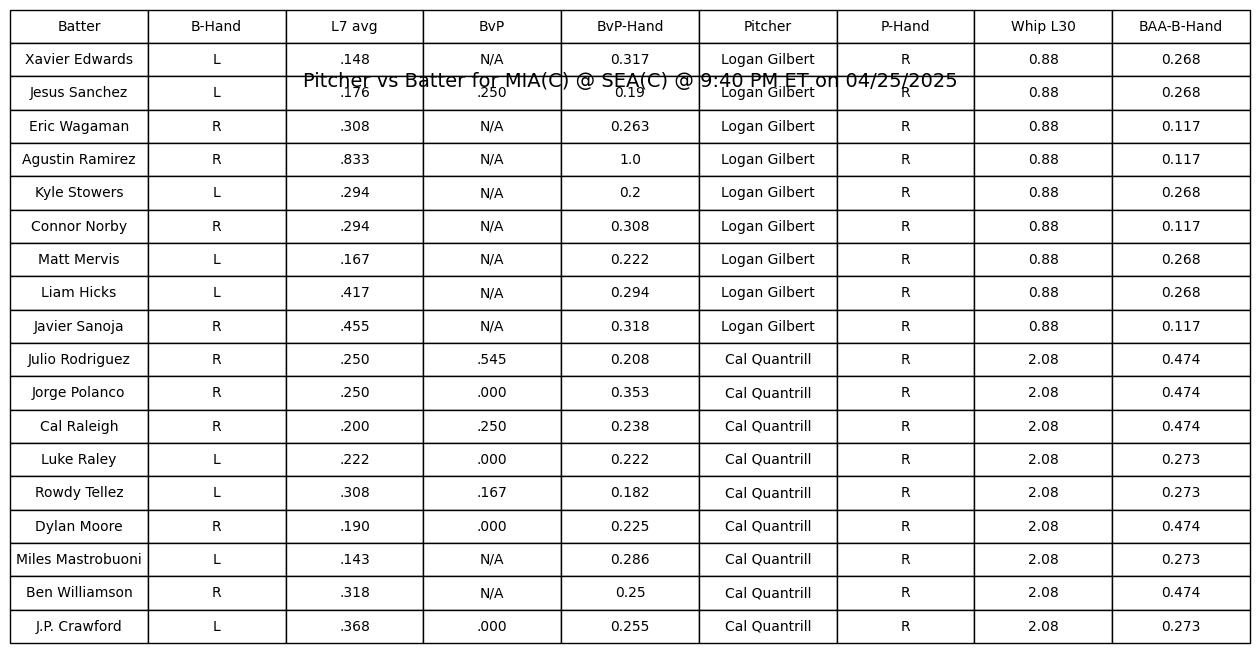 Batter B-Hand L7 avg BvP BvP-Hand Pitcher P-Hand Whip L30 BAA-B-Hand
Xavier Edwards L .148 N/A 0.317 Logan Gilbert R 0.88 0.268
Pitcher vs Batter for MIA(C) @ SEA(C) @ 9:40 PM ET on 04/25/2025
Jesus Sanchez L .176 .250 0.19 Logan Gilbert R 0.88 0.268
Eric Wagaman R .308 N/A 0.263 Logan Gilbert R 0.88 0.117
Agustin Ramirez R .833 N/A 1.0 Logan Gilbert R 0.88 0.117
Kyle Stowers L .294 N/A 0.2 Logan Gilbert R 0.88 0.268
Connor Norby R .294 N/A 0.308 Logan Gilbert R 0.88 0.117
Matt Mervis L .167 N/A 0.222 Logan Gilbert R 0.88 0.268
Liam Hicks L .417 N/A 0.294 Logan Gilbert R 0.88 0.268
Javier Sanoja R .455 N/A 0.318 Logan Gilbert R 0.88 0.117
Julio Rodriguez R .250 .545 0.208 Cal Quantrill R 2.08 0.474
Jorge Polanco R .250 .000 0.353 Cal Quantrill R 2.08 0.474
Cal Raleigh R .200 .250 0.238 Cal Quantrill R 2.08 0.474
Luke Raley L .222 .000 0.222 Cal Quantrill R 2.08 0.273
Rowdy Tellez L .308 .167 0.182 Cal Quantrill R 2.08 0.273
Dylan Moore R .190 .000 0.225 Cal Quantrill R 2.08 0.474
Miles Mastrobuoni L .143 N/A 0.286 Cal Quantrill R 2.08 0.273
Ben Williamson R .318 N/A 0.25 Cal Quantrill R 2.08 0.474
J.P. Crawford L .368 .000 0.255 Cal Quantrill R 2.08 0.273